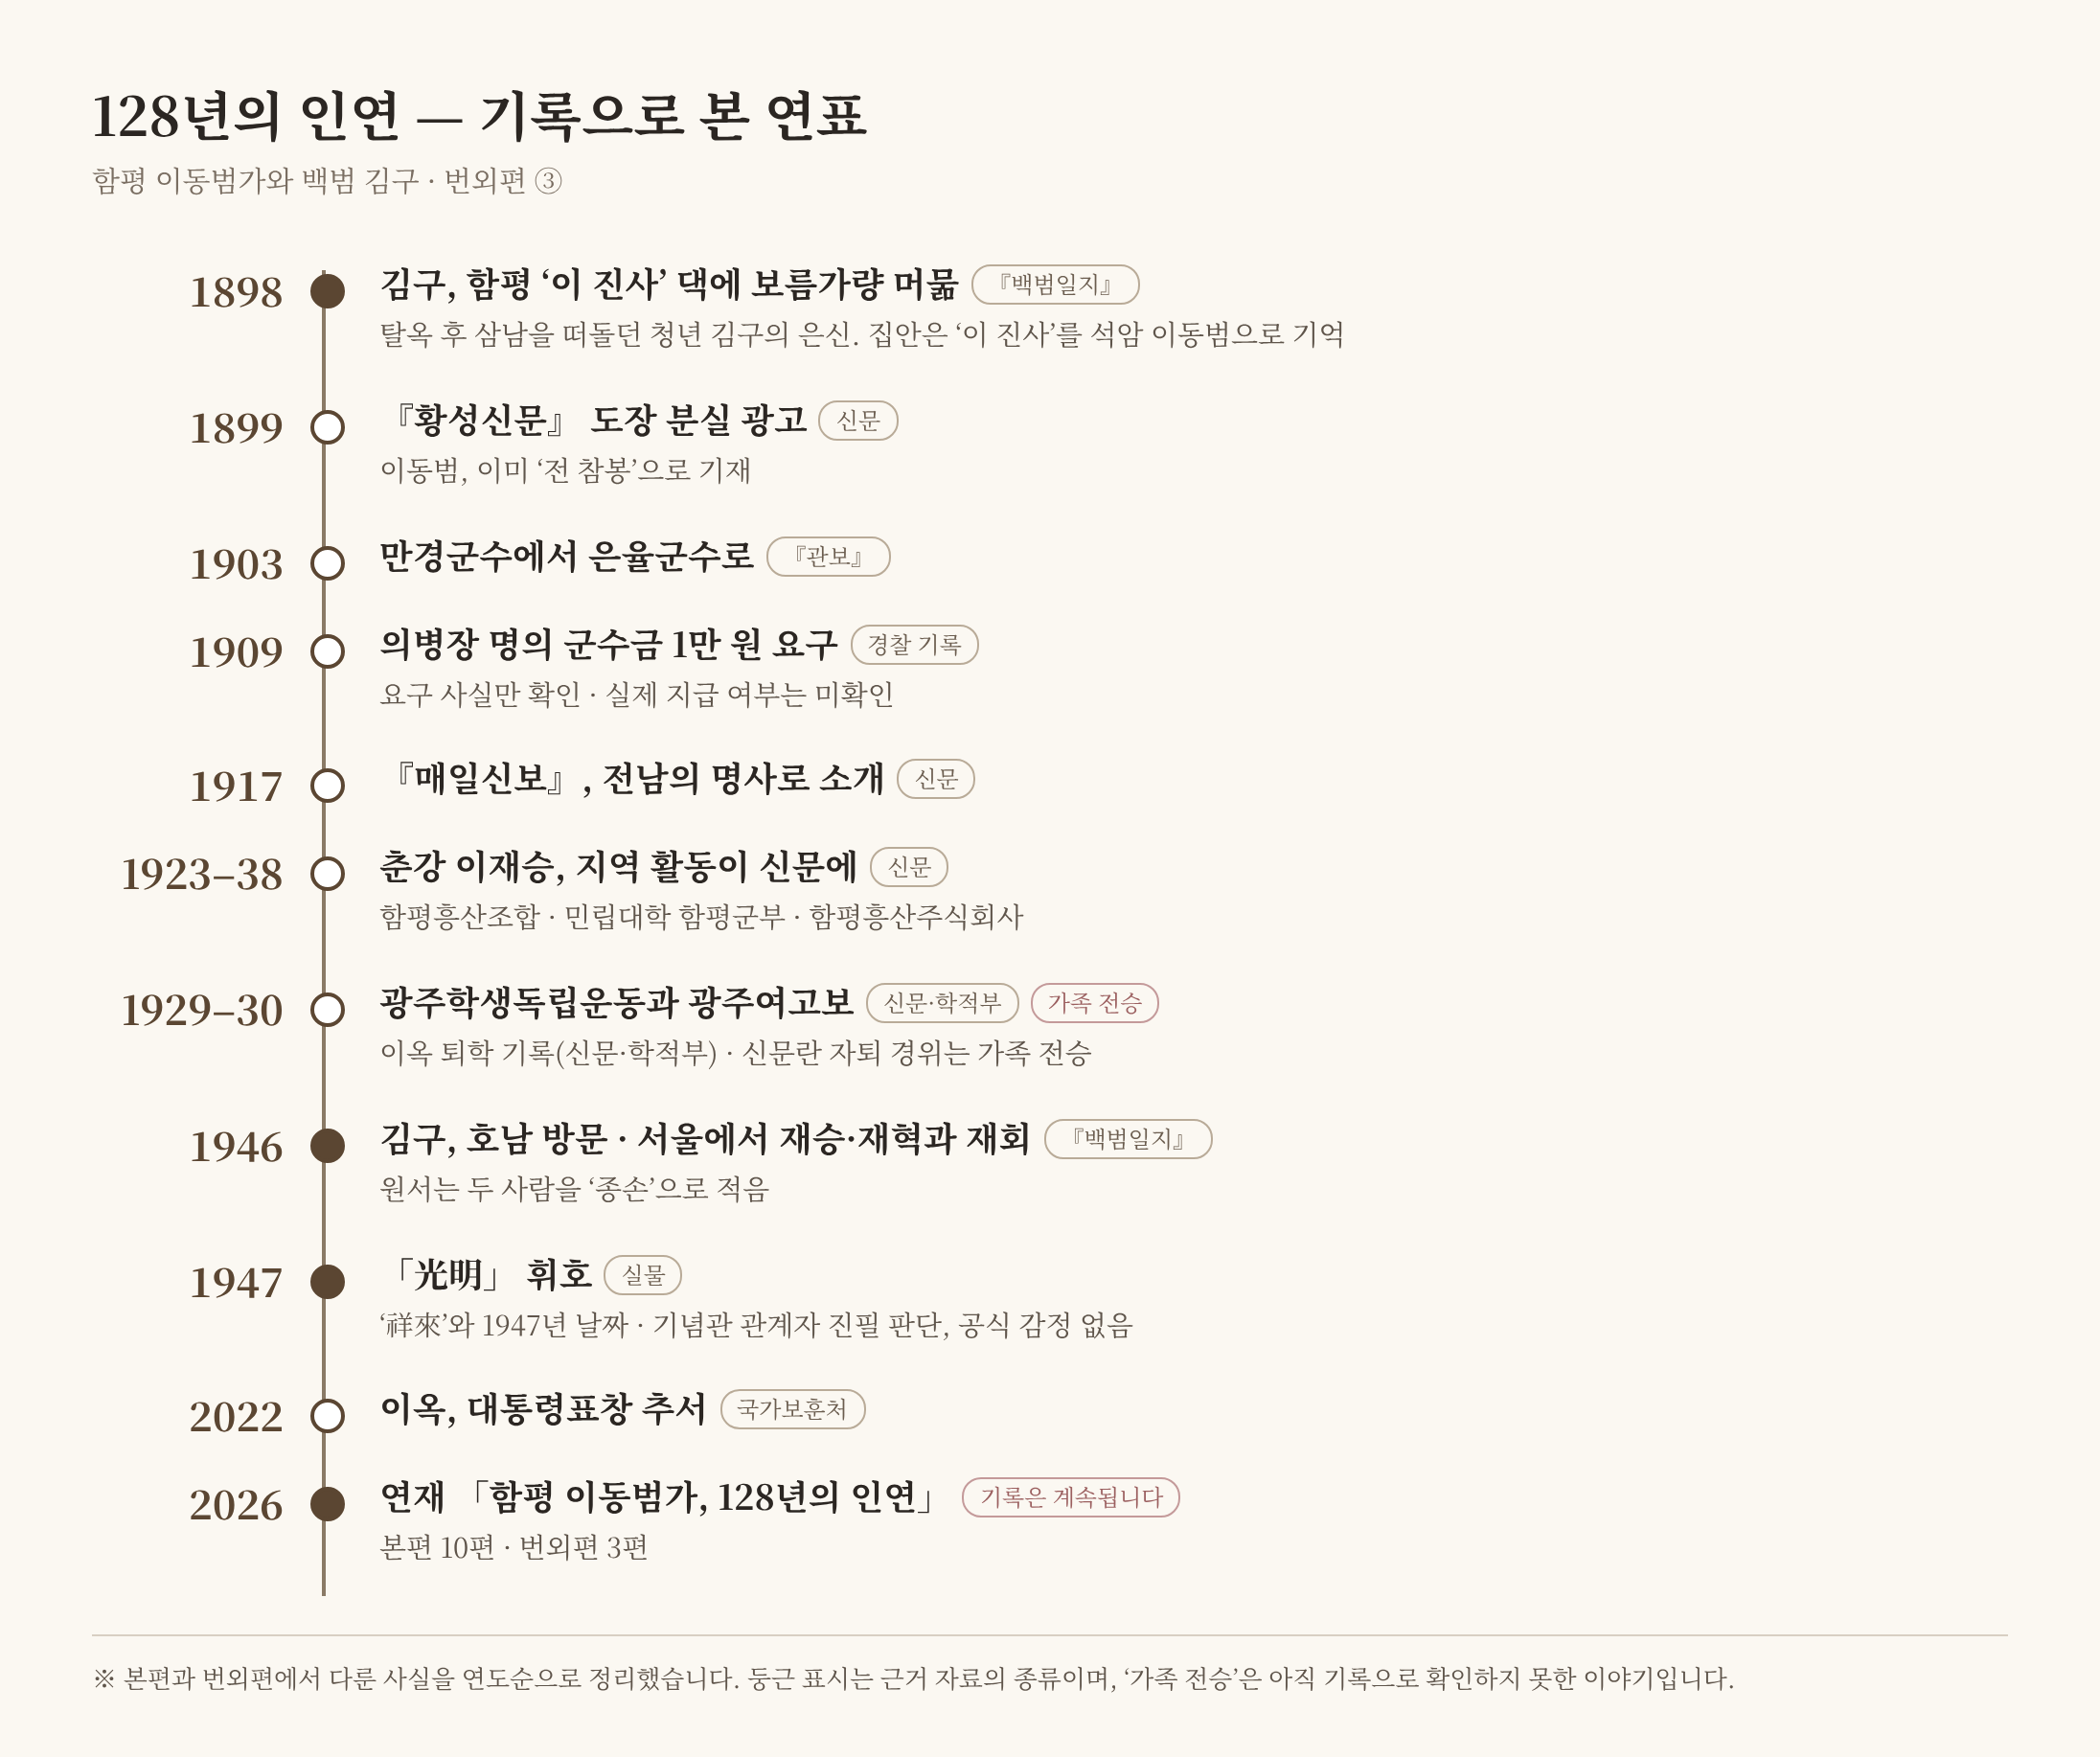 128년의 인연 — 기록으로 본 연표
함평 이동범가와 백범 김구 · 번외편 ③
1898 김구, 함평 ‘이 진사’ 댁에 보름가량 머묾 『백범일지』
탈옥 후 삼남을 떠돌던 청년 김구의 은신. 집안은 ‘이 진사’를 석암 이동범으로 기억
1899 『황성신문』 도장 분실 광고 신문
이동범, 이미 ‘전 참봉’으로 기재
1903 만경군수에서 은율군수로 『관보』
1909 의병장 명의 군수금 1만 원 요구 경찰 기록
요구 사실만 확인 · 실제 지급 여부는 미확인
1917 『매일신보』, 전남의 명사로 소개 신문
1923–38 춘강 이재승, 지역 활동이 신문에 신문
함평흥산조합 · 민립대학 함평군부 · 함평흥산주식회사
1929–30 광주학생독립운동과 광주여고보 신문·학적부 가족 전승
이옥 퇴학 기록(신문·학적부) · 신문란 자퇴 경위는 가족 전승
1946 김구, 호남 방문 · 서울에서 재승·재혁과 재회 『백범일지』
원서는 두 사람을 ‘종손’으로 적음
1947 「光明」 휘호 실물
‘祥來’와 1947년 날짜 · 기념관 관계자 진필 판단, 공식 감정 없음
2022 이옥, 대통령표창 추서 국가보훈처
2026 연재 「함평 이동범가, 128년의 인연」 기록은 계속됩니다
본편 10편 · 번외편 3편
※ 본편과 번외편에서 다룬 사실을 연도순으로 정리했습니다. 둥근 표시는 근거 자료의 종류이며, ‘가족 전승’은 아직 기록으로 확인하지 못한 이야기입니다.